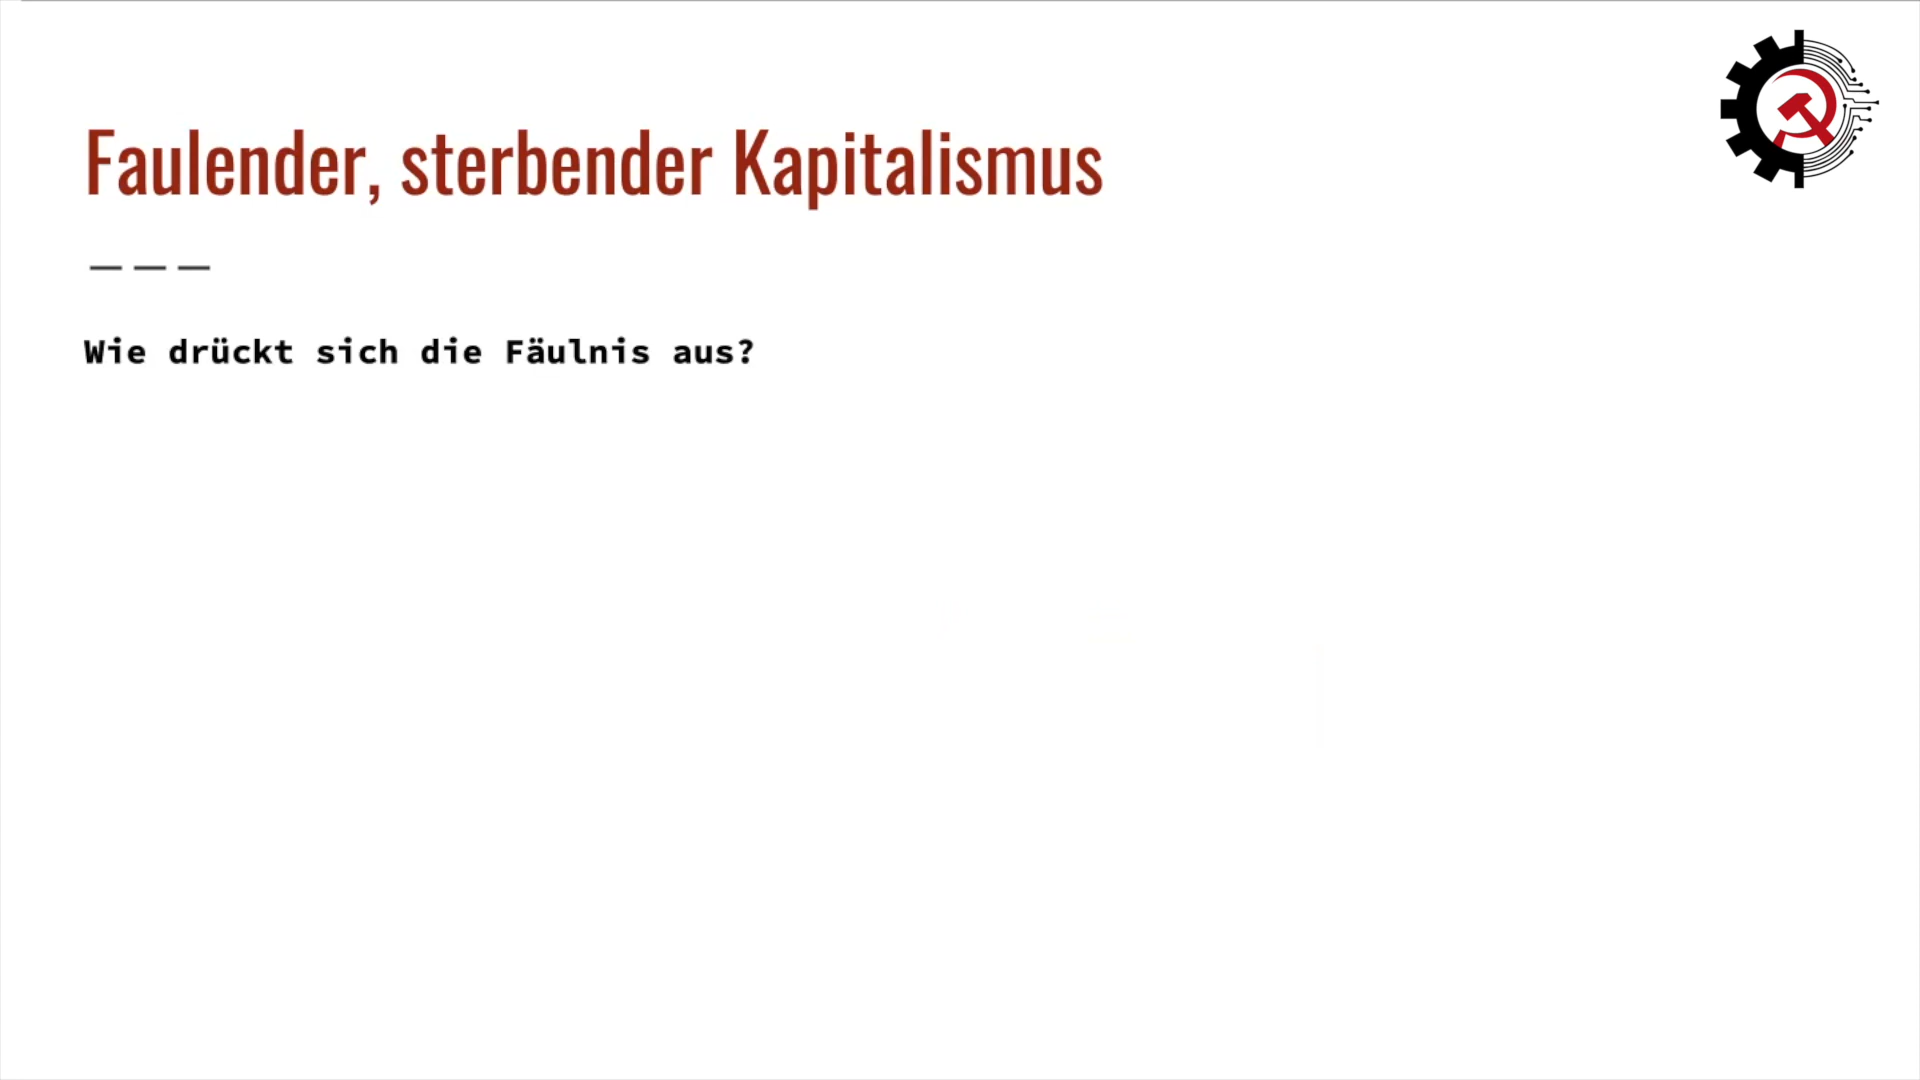 Faulender, sterbender Kapitalismus
Wie drückt sich die Fäulnis aus?